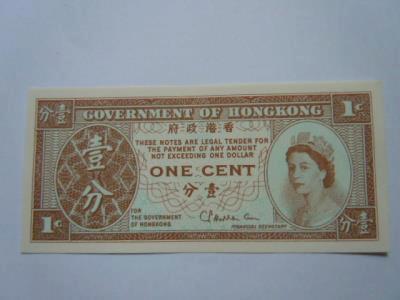 分壹 GOVERNMENT OF HONGKONG 1¢
府政港香
THESE NOTES ARE LEGAL TENDER FOR
THE PAYMENT OF ANY AMOUNT
NOT EXCEEDING ONE DOLLAR
壹
分
ONE CENT
分壹
FOR
THE GOVERNMENT
OF HONGKONG
FINANCIAL SECRETARY
1¢
分壹